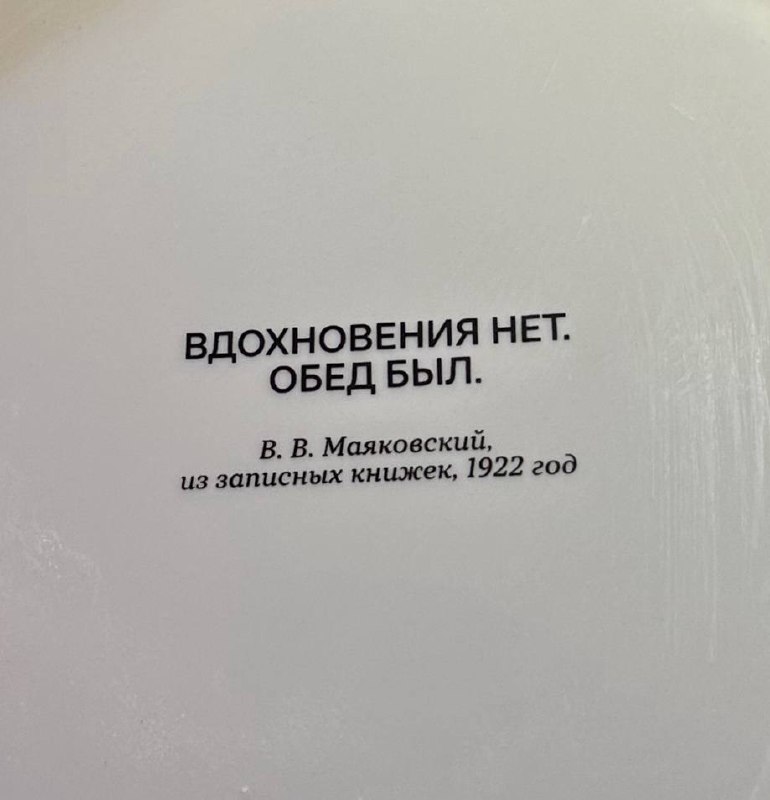 ВДОХНОВЕНИЯ НЕТ.
ОБЕД БЫЛ.
В. В. Маяковский,
из записных книжек, 1922 год